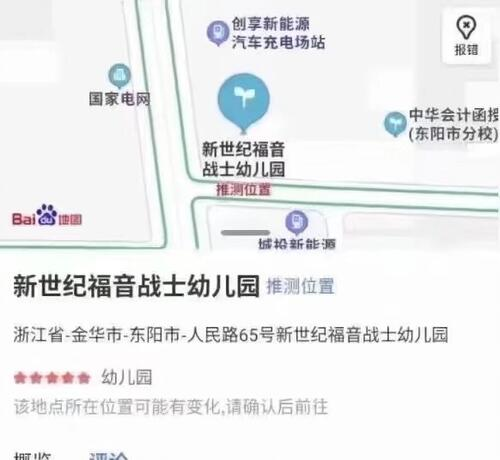 创享新能源
汽车充电场站
报错
国家电网
中华会计函授
(东阳市分校)
新世纪福音
战士幼儿园
推测位置
Bai du 地图
城投新能源
新世纪福音战士幼儿园 推测位置
浙江省-金华市-东阳市-人民路65号新世纪福音战士幼儿园
幼儿园
该地点所在位置可能有变化,请确认后前往
概览 评论